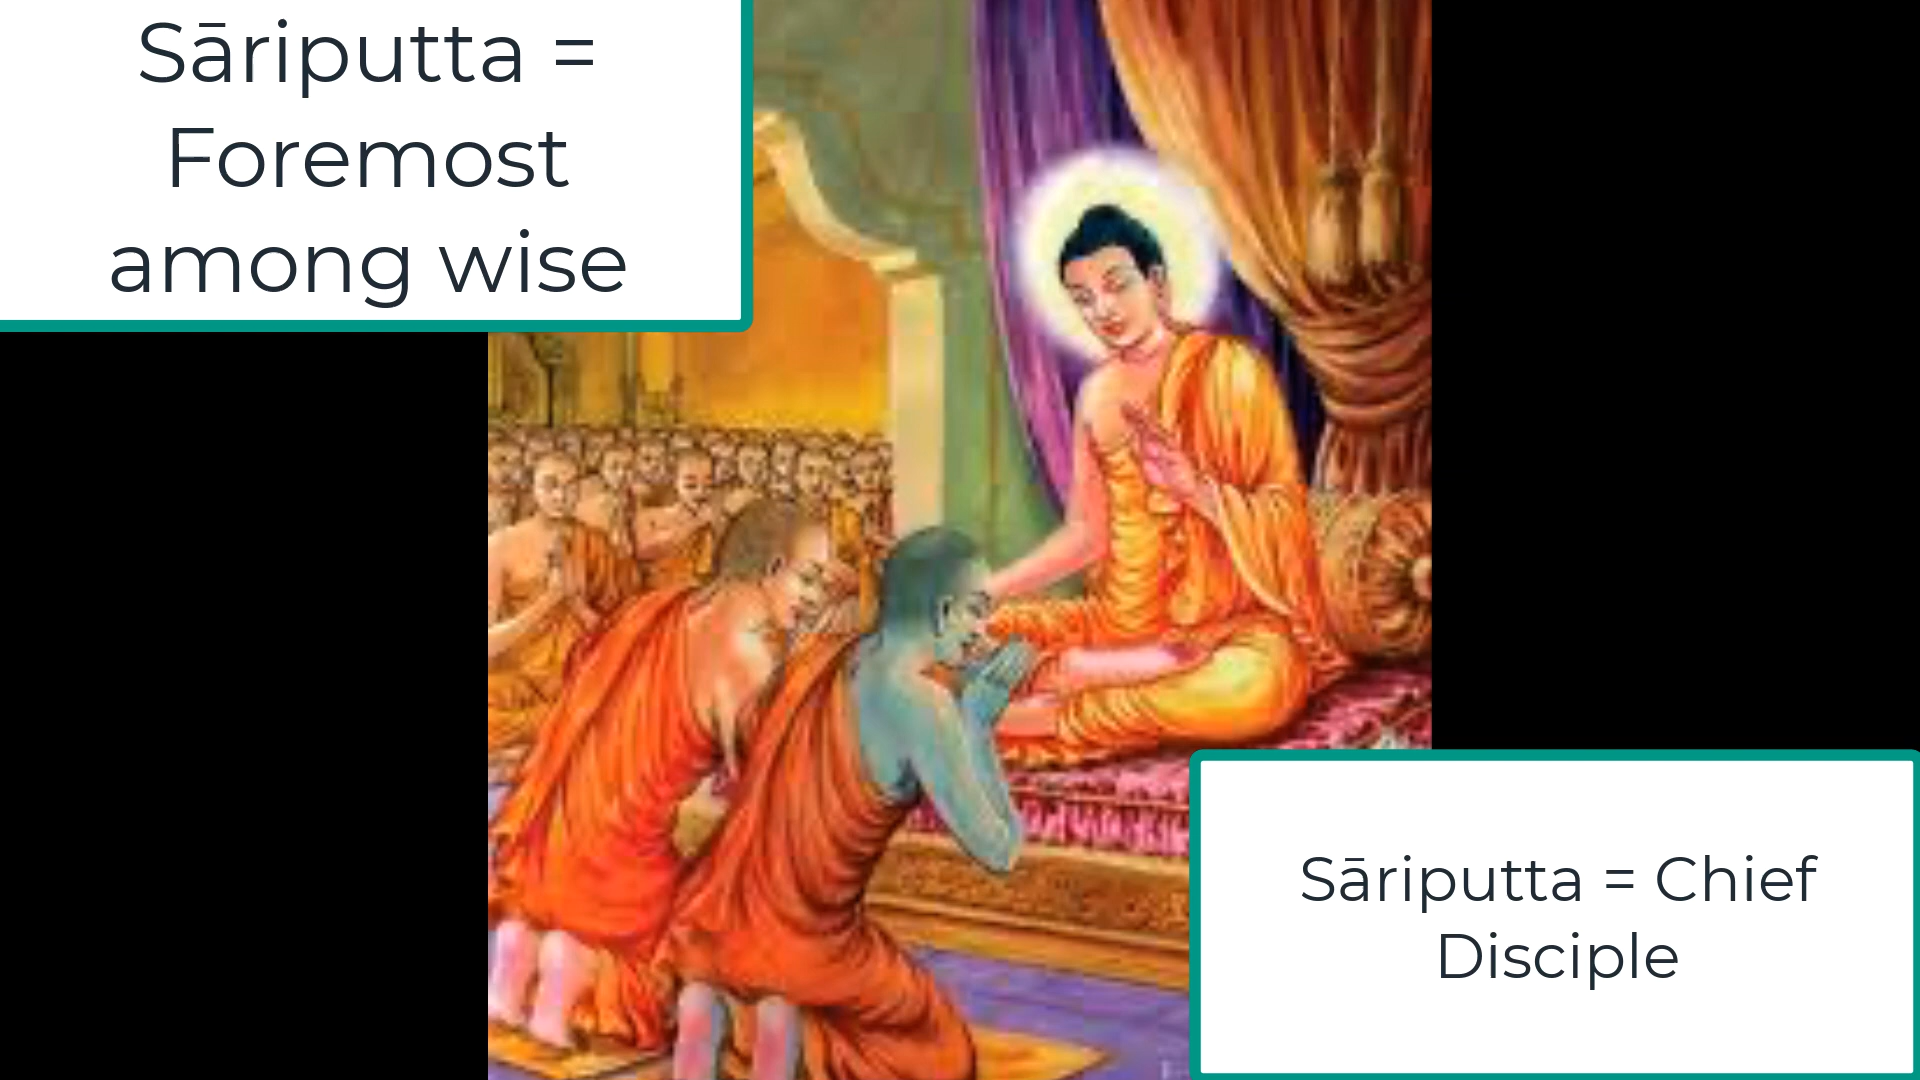 Sāriputta =
Foremost
among wise
Sāriputta = Chief
Disciple